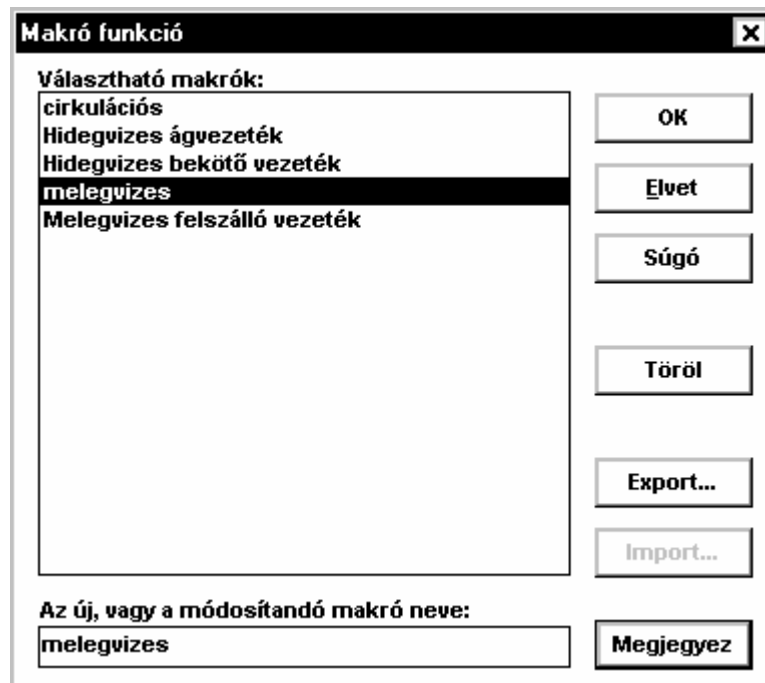 Makró funkció
Választható makrók:
cirkulációs
Hidegvizes ágvezeték
Hidegvizes bekötő vezeték
melegvizes
Melegvizes felszálló vezeték
OK
Elvet
Súgó
Töröl
Export...
Import...
Az új, vagy a módosítandó makró neve:
melegvizes
Megjegyez